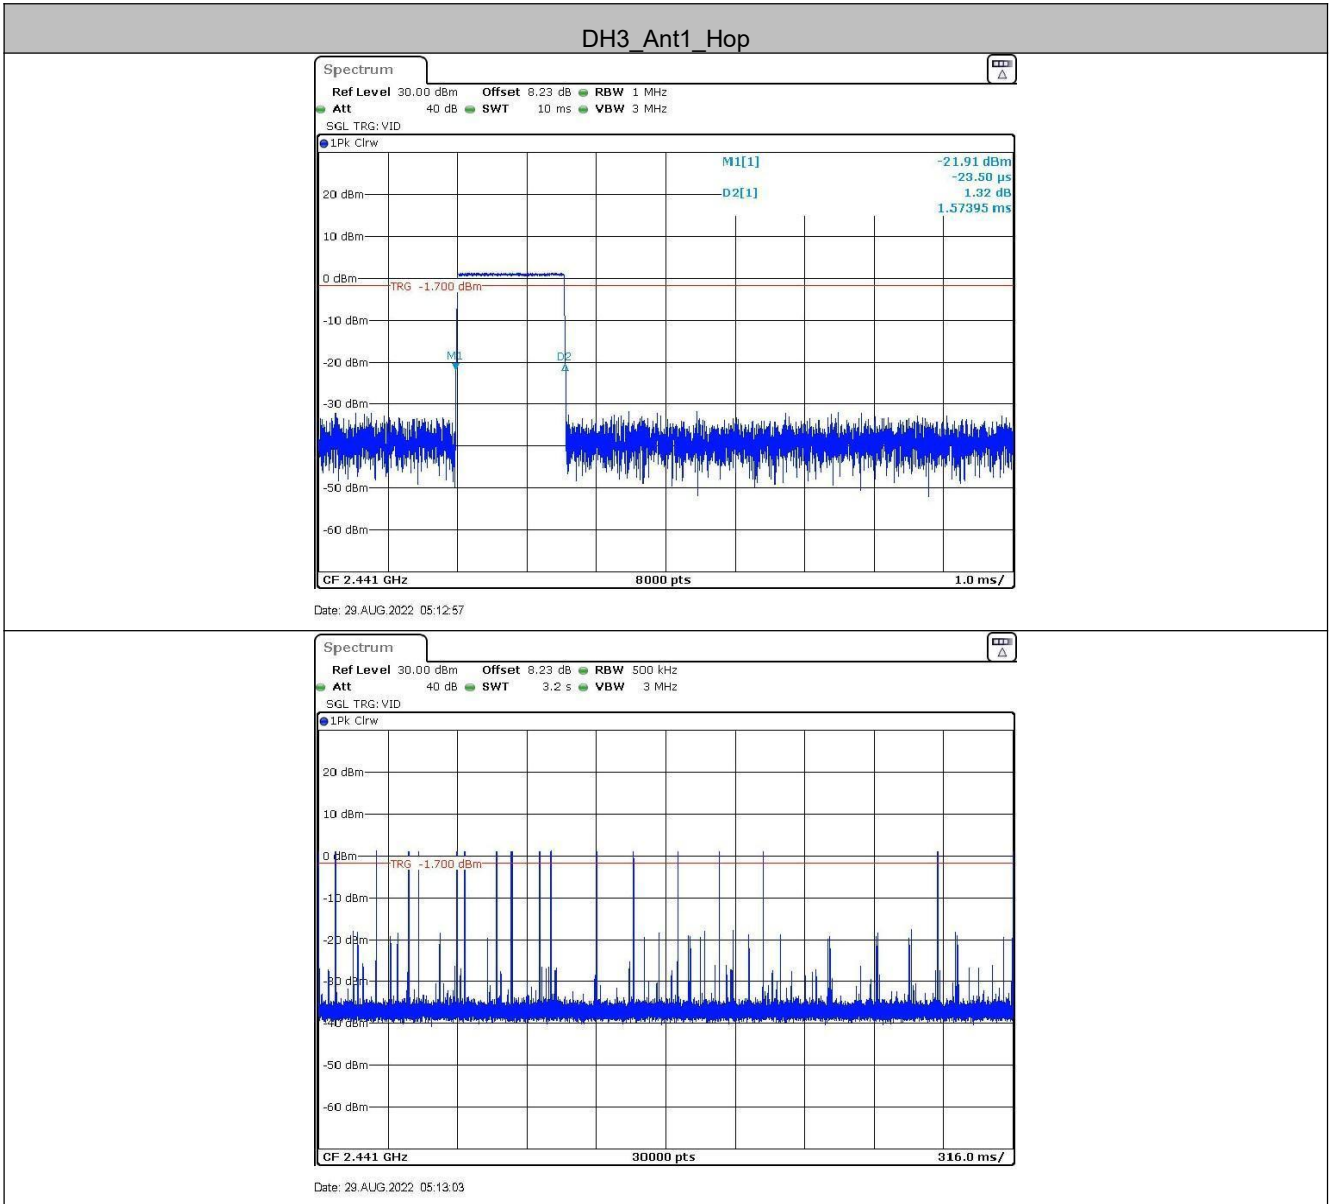 DH3_Ant1_Hop
Spectrum
Ref Level 30.00 dBm Offset 8.23 dB RBW 1 MHz
Att 40 dB SWT 10 ms VBW 3 MHz
SGL TRG: VID
1Pk Clrw
M1[1] -21.91 dBm
-23.50 µs
20 dBm D2[1] 1.32 dB
1.57395 ms
10 dBm
0 dBm
TRG -1.700 dBm
-10 dBm
M1 D2
-20 dBm
-30 dBm
-50 dBm
-60 dBm
CF 2.441 GHz 8000 pts 1.0 ms/
Date: 29.AUG.2022 05:12:57
Spectrum
Ref Level 30.00 dBm Offset 8.23 dB RBW 500 kHz
Att 40 dB SWT 3.2 s VBW 3 MHz
SGL TRG: VID
1Pk Clrw
20 dBm
10 dBm
0 dBm
TRG -1.700 dBm
-10 dBm
-20 dBm
-30 dBm
-40 dBm
-50 dBm
-60 dBm
CF 2.441 GHz 30000 pts 316.0 ms/
Date: 29.AUG.2022 05:13:03